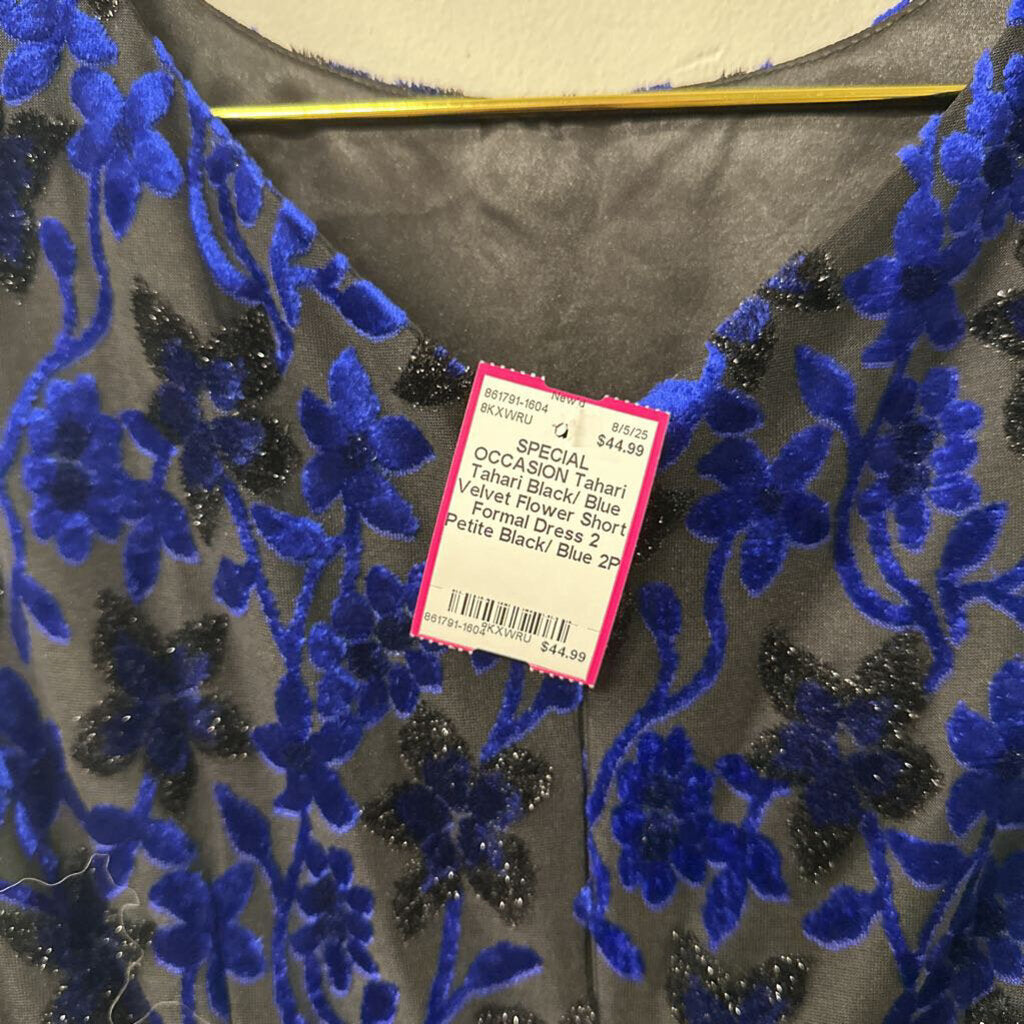 861791-1604 New'd
8KXWRU 8/5/25
$44.99
SPECIAL
OCCASION Tahari
Tahari Black/ Blue
Velvet Flower Short
Formal Dress 2
Petite Black/ Blue 2P
861791-1604 8KXWRU $44.99